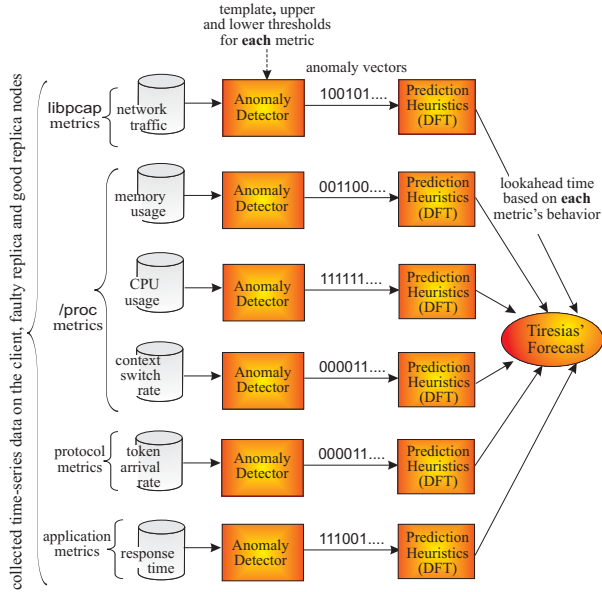 template, upper
and lower thresholds
for each metric
anomaly vectors
collected time-series data on the client, faulty replica and good replica nodes
libpcap
metrics
network
traffic
Anomaly
Detector
100101....
Prediction
Heuristics
(DFT)
lookahead time
based on each
metric's behavior
/proc
metrics
memory
usage
Anomaly
Detector
001100....
Prediction
Heuristics
(DFT)
CPU
usage
Anomaly
Detector
111111....
Prediction
Heuristics
(DFT)
Tiresias'
Forecast
context
switch
rate
Anomaly
Detector
000011....
Prediction
Heuristics
(DFT)
protocol
metrics
token
arrival
rate
Anomaly
Detector
000011....
Prediction
Heuristics
(DFT)
application
metrics
response
time
Anomaly
Detector
111001....
Prediction
Heuristics
(DFT)